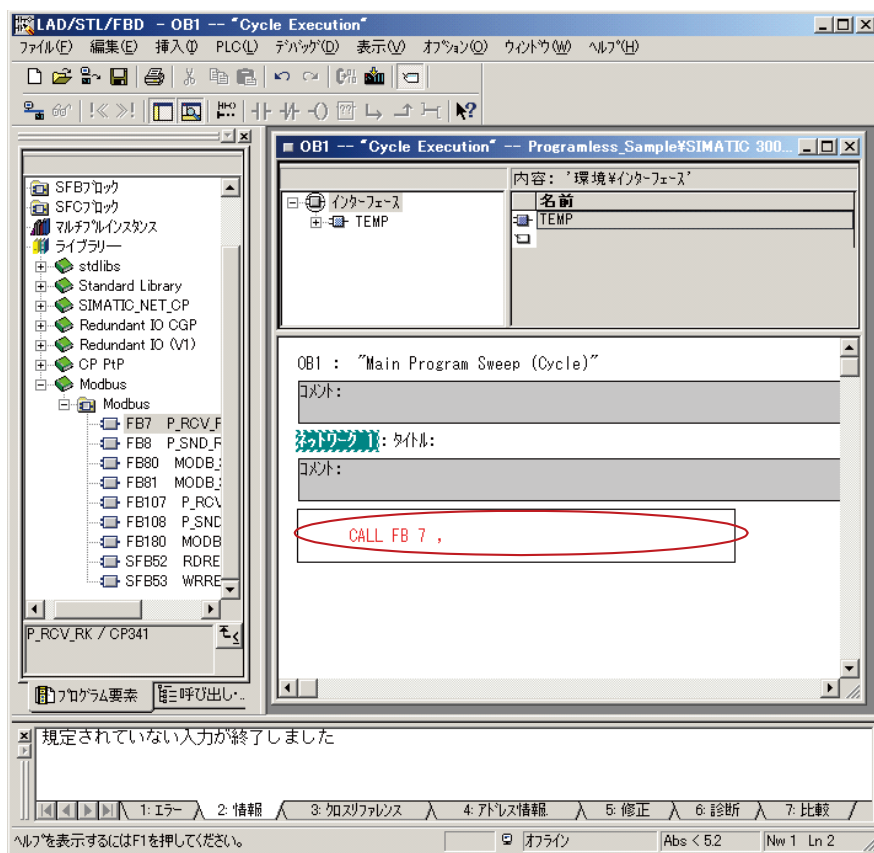 LAD/STL/FBD - OB1 -- "Cycle Execution"
ファイル(F) 編集(E) 挿入(I) PLC(L) デバッグ(D) 表示(V) オプション(O) ウィンドウ(W) ヘルプ(H)
OB1 -- "Cycle Execution" -- Programless_Sample¥SIMATIC 300...
SFBブロック
SFCブロック
マルチプルインスタンス
ライブラリー
stdlibs
Standard Library
SIMATIC_NET_CP
Redundant IO CGP
Redundant IO (V1)
CP PtP
Modbus
Modbus
FB7 P_RCV_R
FB8 P_SND_R
FB80 MODB_
FB81 MODB_
FB107 P_RCV
FB108 P_SND
FB180 MODB
SFB52 RDRE
SFB53 WRRE
P_RCV_RK / CP341
プログラム要素 呼び出し・..
インターフェース
TEMP
内容: '環境¥インターフェース'
名前
TEMP
OB1 : "Main Program Sweep (Cycle)"
コメント:
ネットワーク 1: タイトル:
コメント:
CALL FB 7 ,
規定されていない入力が終了しました
1: エラー 2: 情報 3: クロスリファレンス 4: アドレス情報 5: 修正 6: 診断 7: 比較
ヘルプを表示するにはF1を押してください。 オフライン Abs < 5.2 Nw 1 Ln 2